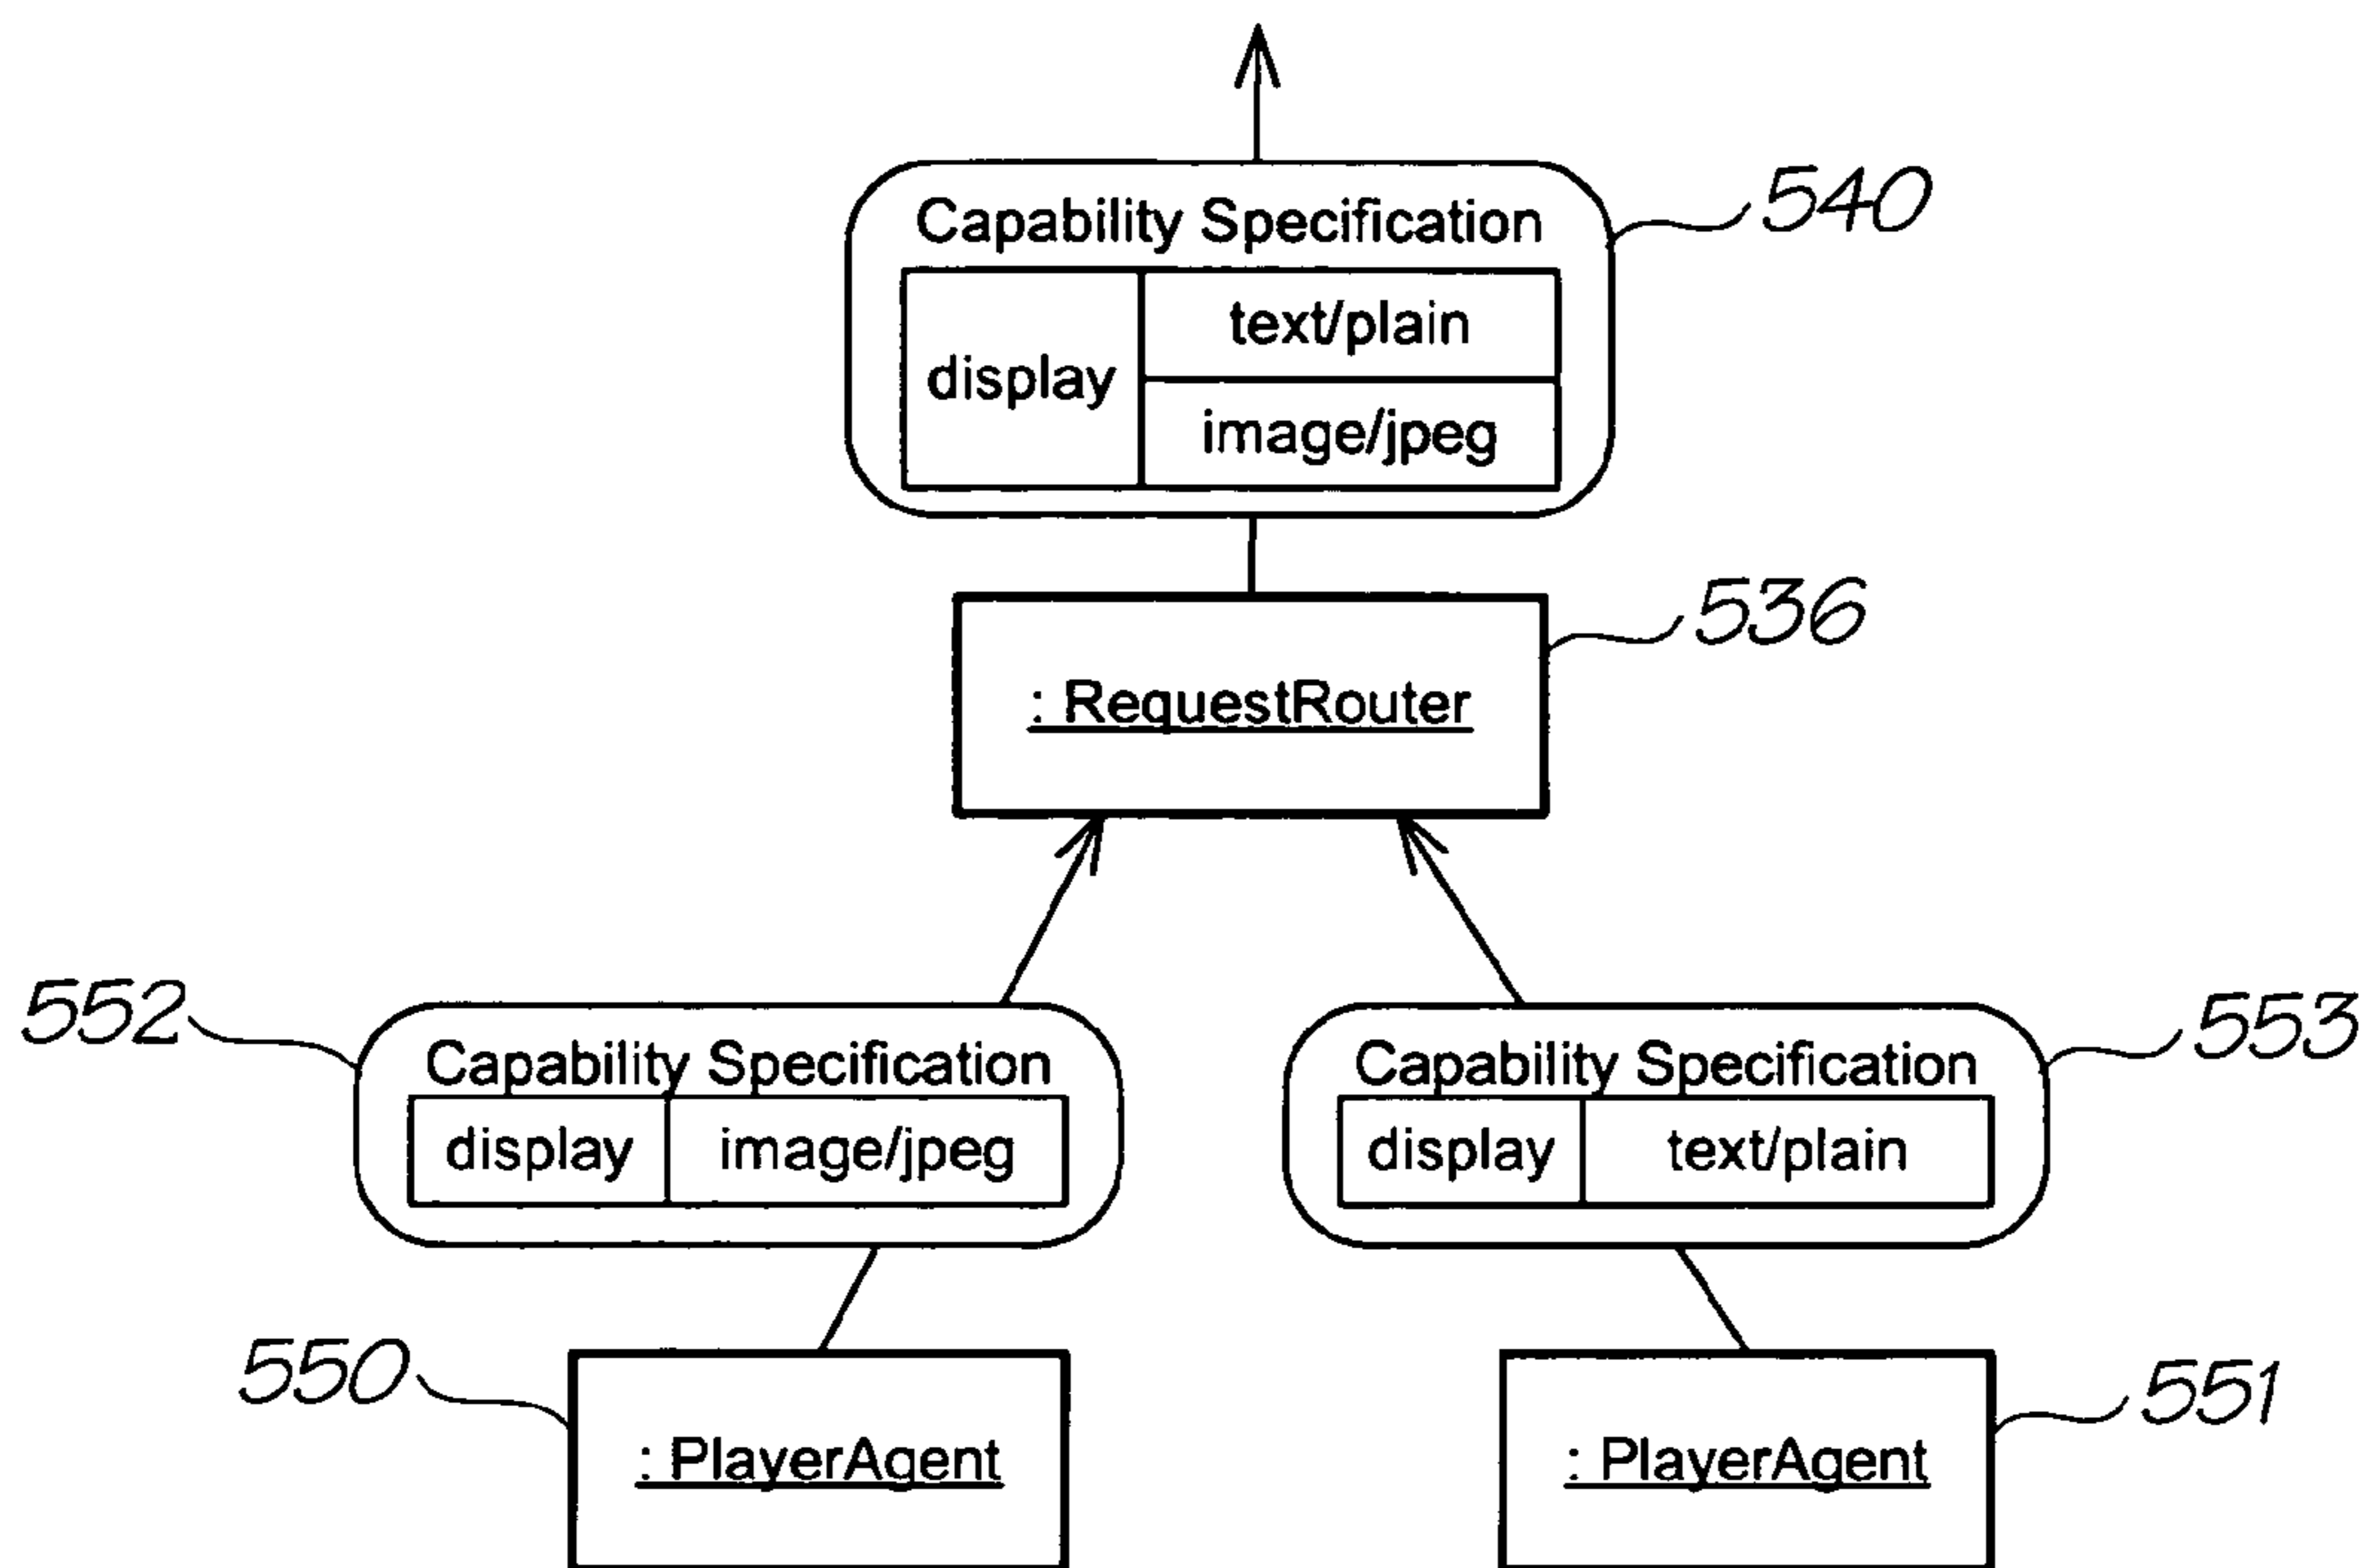 540
Capability Specification
display
text/plain
image/jpeg
536
: RequestRouter
552
Capability Specification
display image/jpeg
553
Capability Specification
display text/plain
550
: PlayerAgent
551
: PlayerAgent